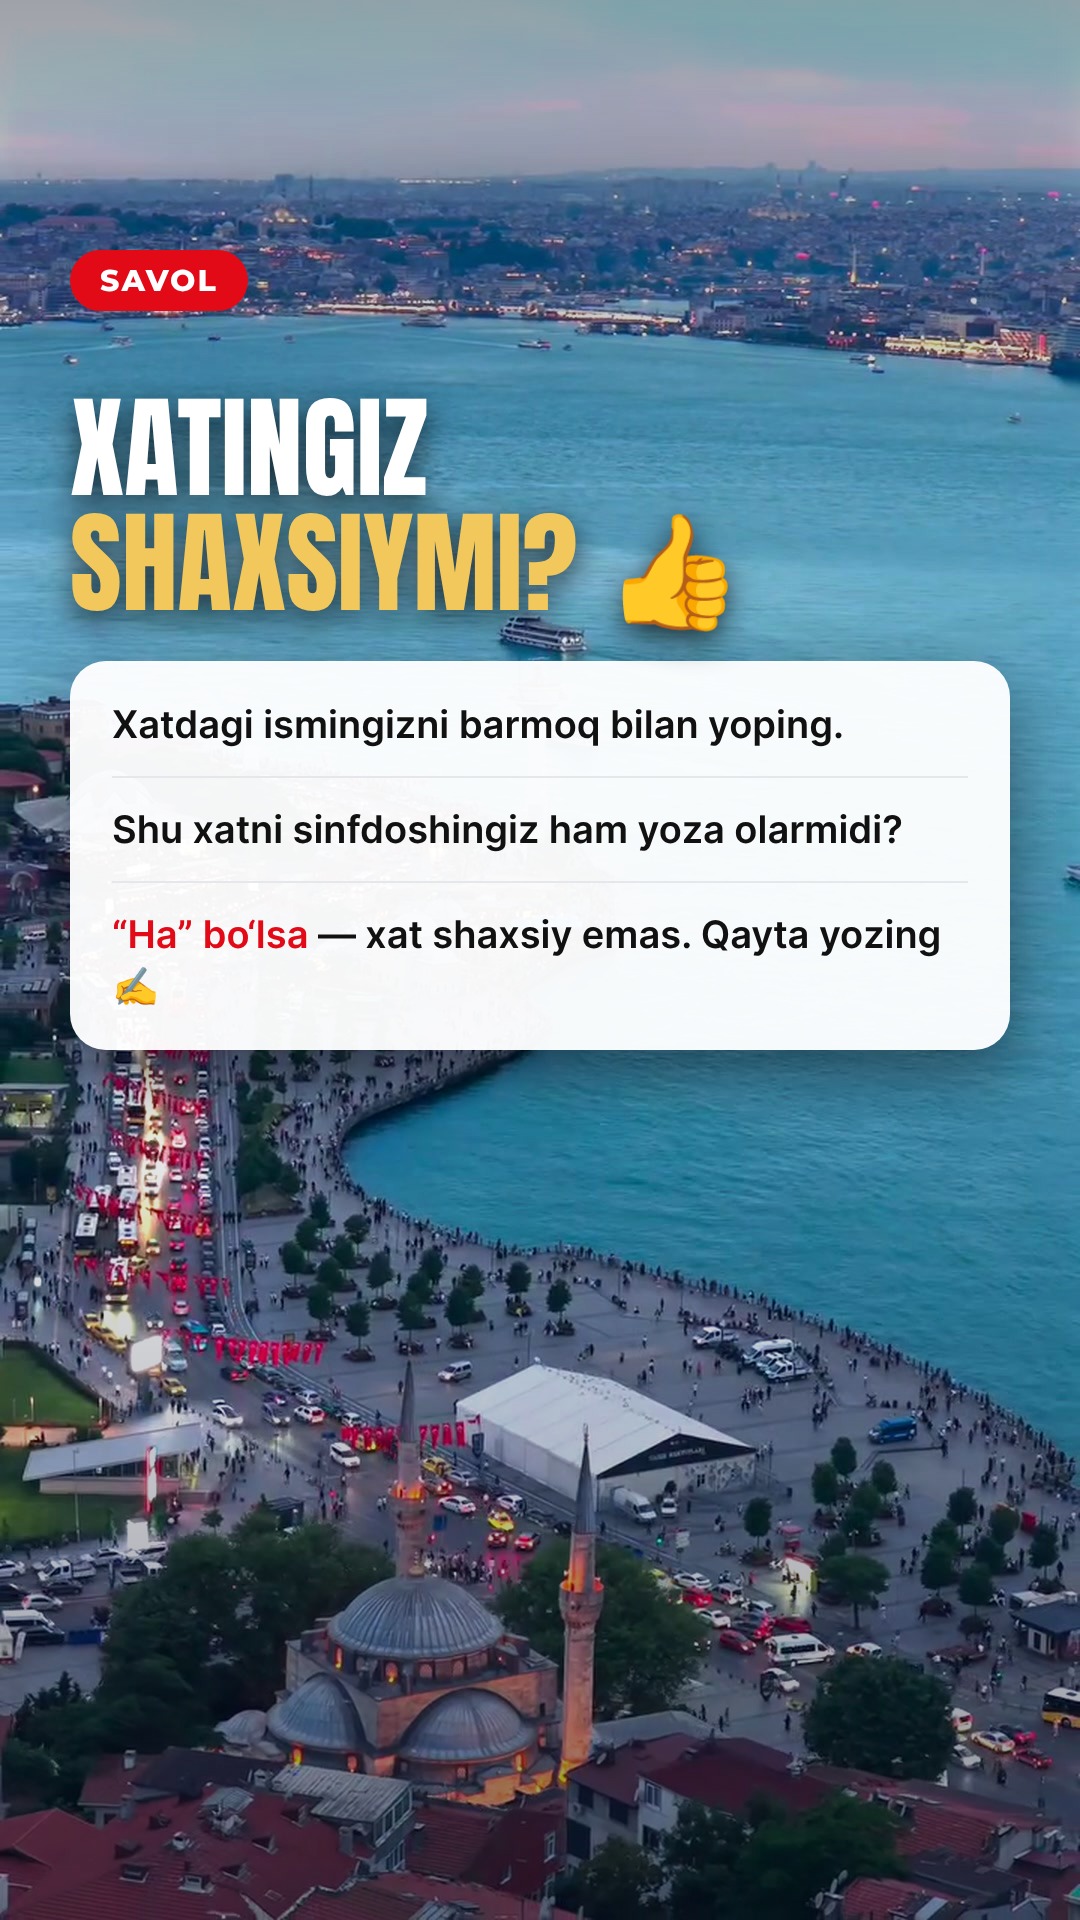 SAVOL
XATINGIZ
SHAXSIYMI? 👍
Xatdagi ismingizni barmoq bilan yoping.
Shu xatni sinfdoshingiz ham yoza olarmidi?
“Ha” bo‘lsa — xat shaxsiy emas. Qayta yozing
✍️